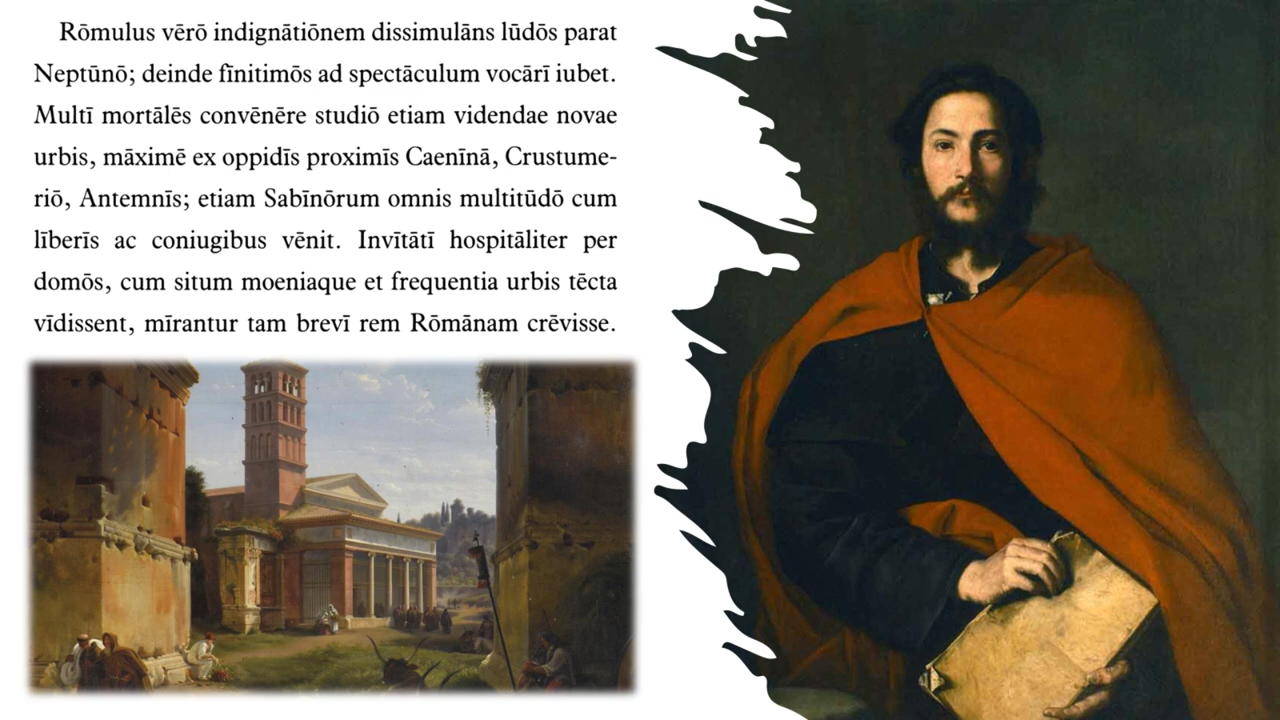 Rōmulus vērō indignātiōnem dissimulāns lūdōs parat
Neptūnō; deinde fīnitimōs ad spectāculum vocārī iubet.
Multī mortālēs convēnēre studiō etiam videndae novae
urbis, māximē ex oppidīs proximīs Caenīnā, Crustume-
riō, Antemnīs; etiam Sabīnōrum omnis multitūdō cum
līberīs ac coniugibus vēnit. Invītātī hospitāliter per
domōs, cum situm moeniaque et frequentia urbis tēcta
vīdissent, mīrantur tam brevī rem Rōmānam crēvisse.